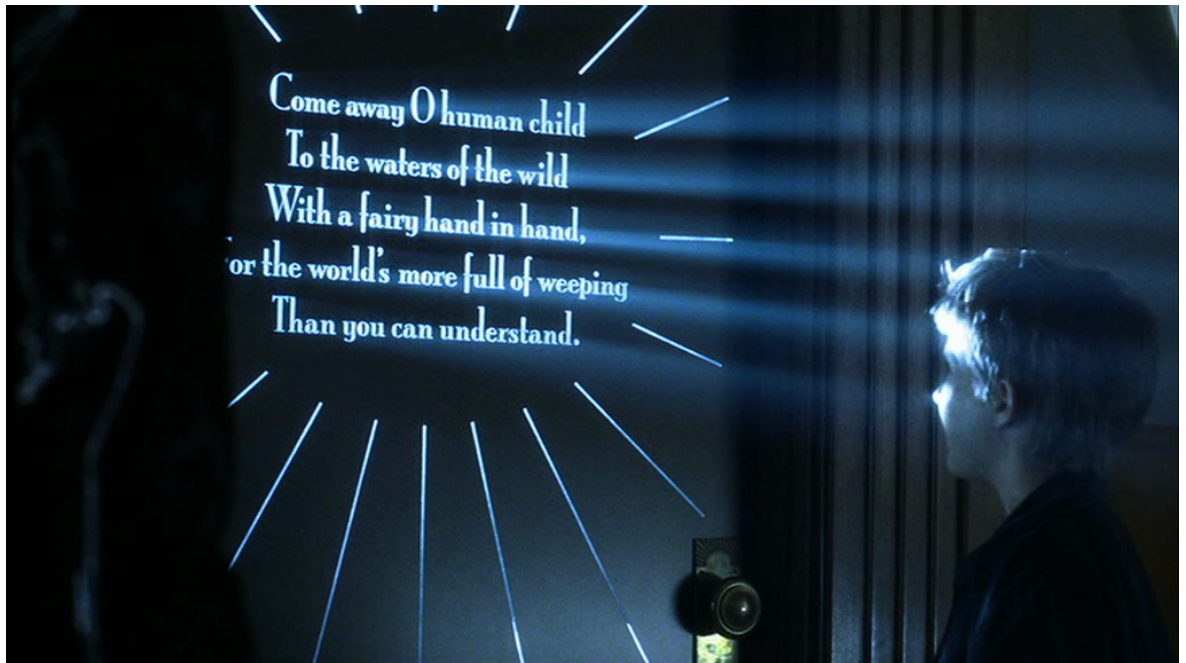 Come away O human child
To the waters of the wild
With a fairy hand in hand,
For the world's more full of weeping
Than you can understand.